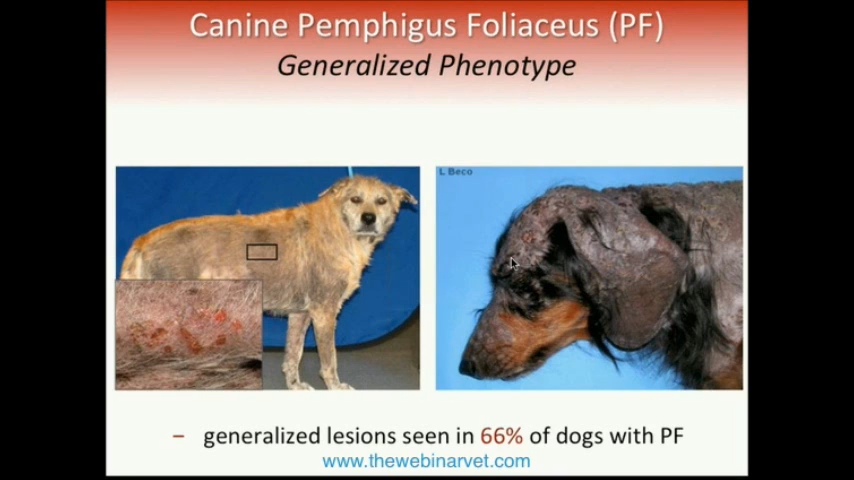 Canine Pemphigus Foliaceus (PF)
Generalized Phenotype
L Beco
– generalized lesions seen in 66% of dogs with PF
www.thewebinarvet.com